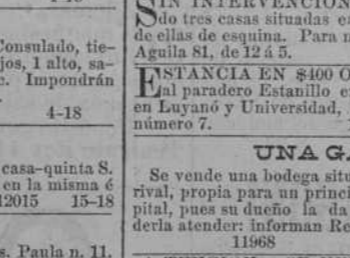 Consulado, tie-
jos, 1 alto, sa-
c. Impondrán
4-18
casa-quinta S.
en la misma é
12015 15-18
s. Paula n. 11.
SIN INTERVENCION
do tres casas situadas
de ellas de esquina. Para
Aguila 81, de 12 á 5.
ESTANCIA EN $400
al paradero Estanillo
en Luyanó y Universidad,
número 7.
UNA G
Se vende una bodega situ
rival, propia para un princi
pital, pues su dueño la da
derla atender: informan Re
11968